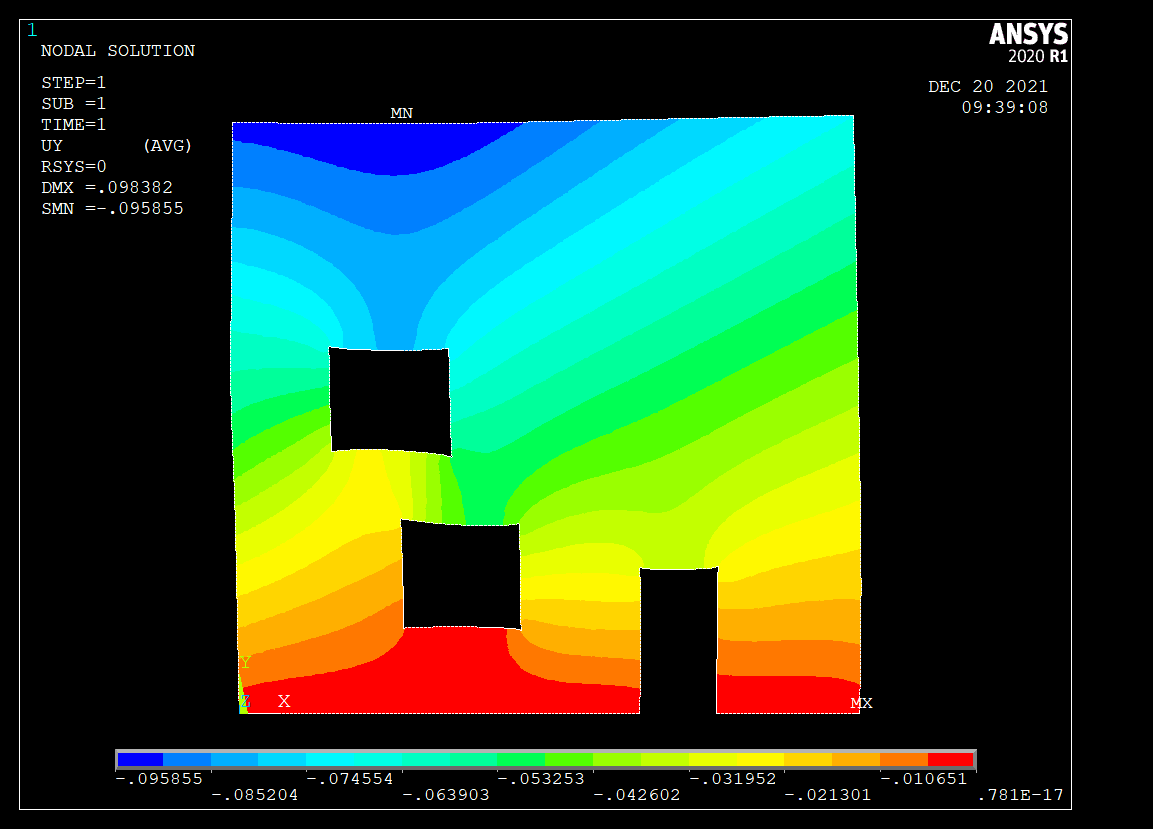 1
ANSYS
2020 R1
NODAL SOLUTION
STEP=1
SUB =1
TIME=1
UY (AVG)
RSYS=0
DMX =.098382
SMN =-.095855
DEC 20 2021
09:39:08
MN
Y
Z X
MX
-.095855 -.074554 -.053253 -.031952 -.010651
-.085204 -.063903 -.042602 -.021301 .781E-17